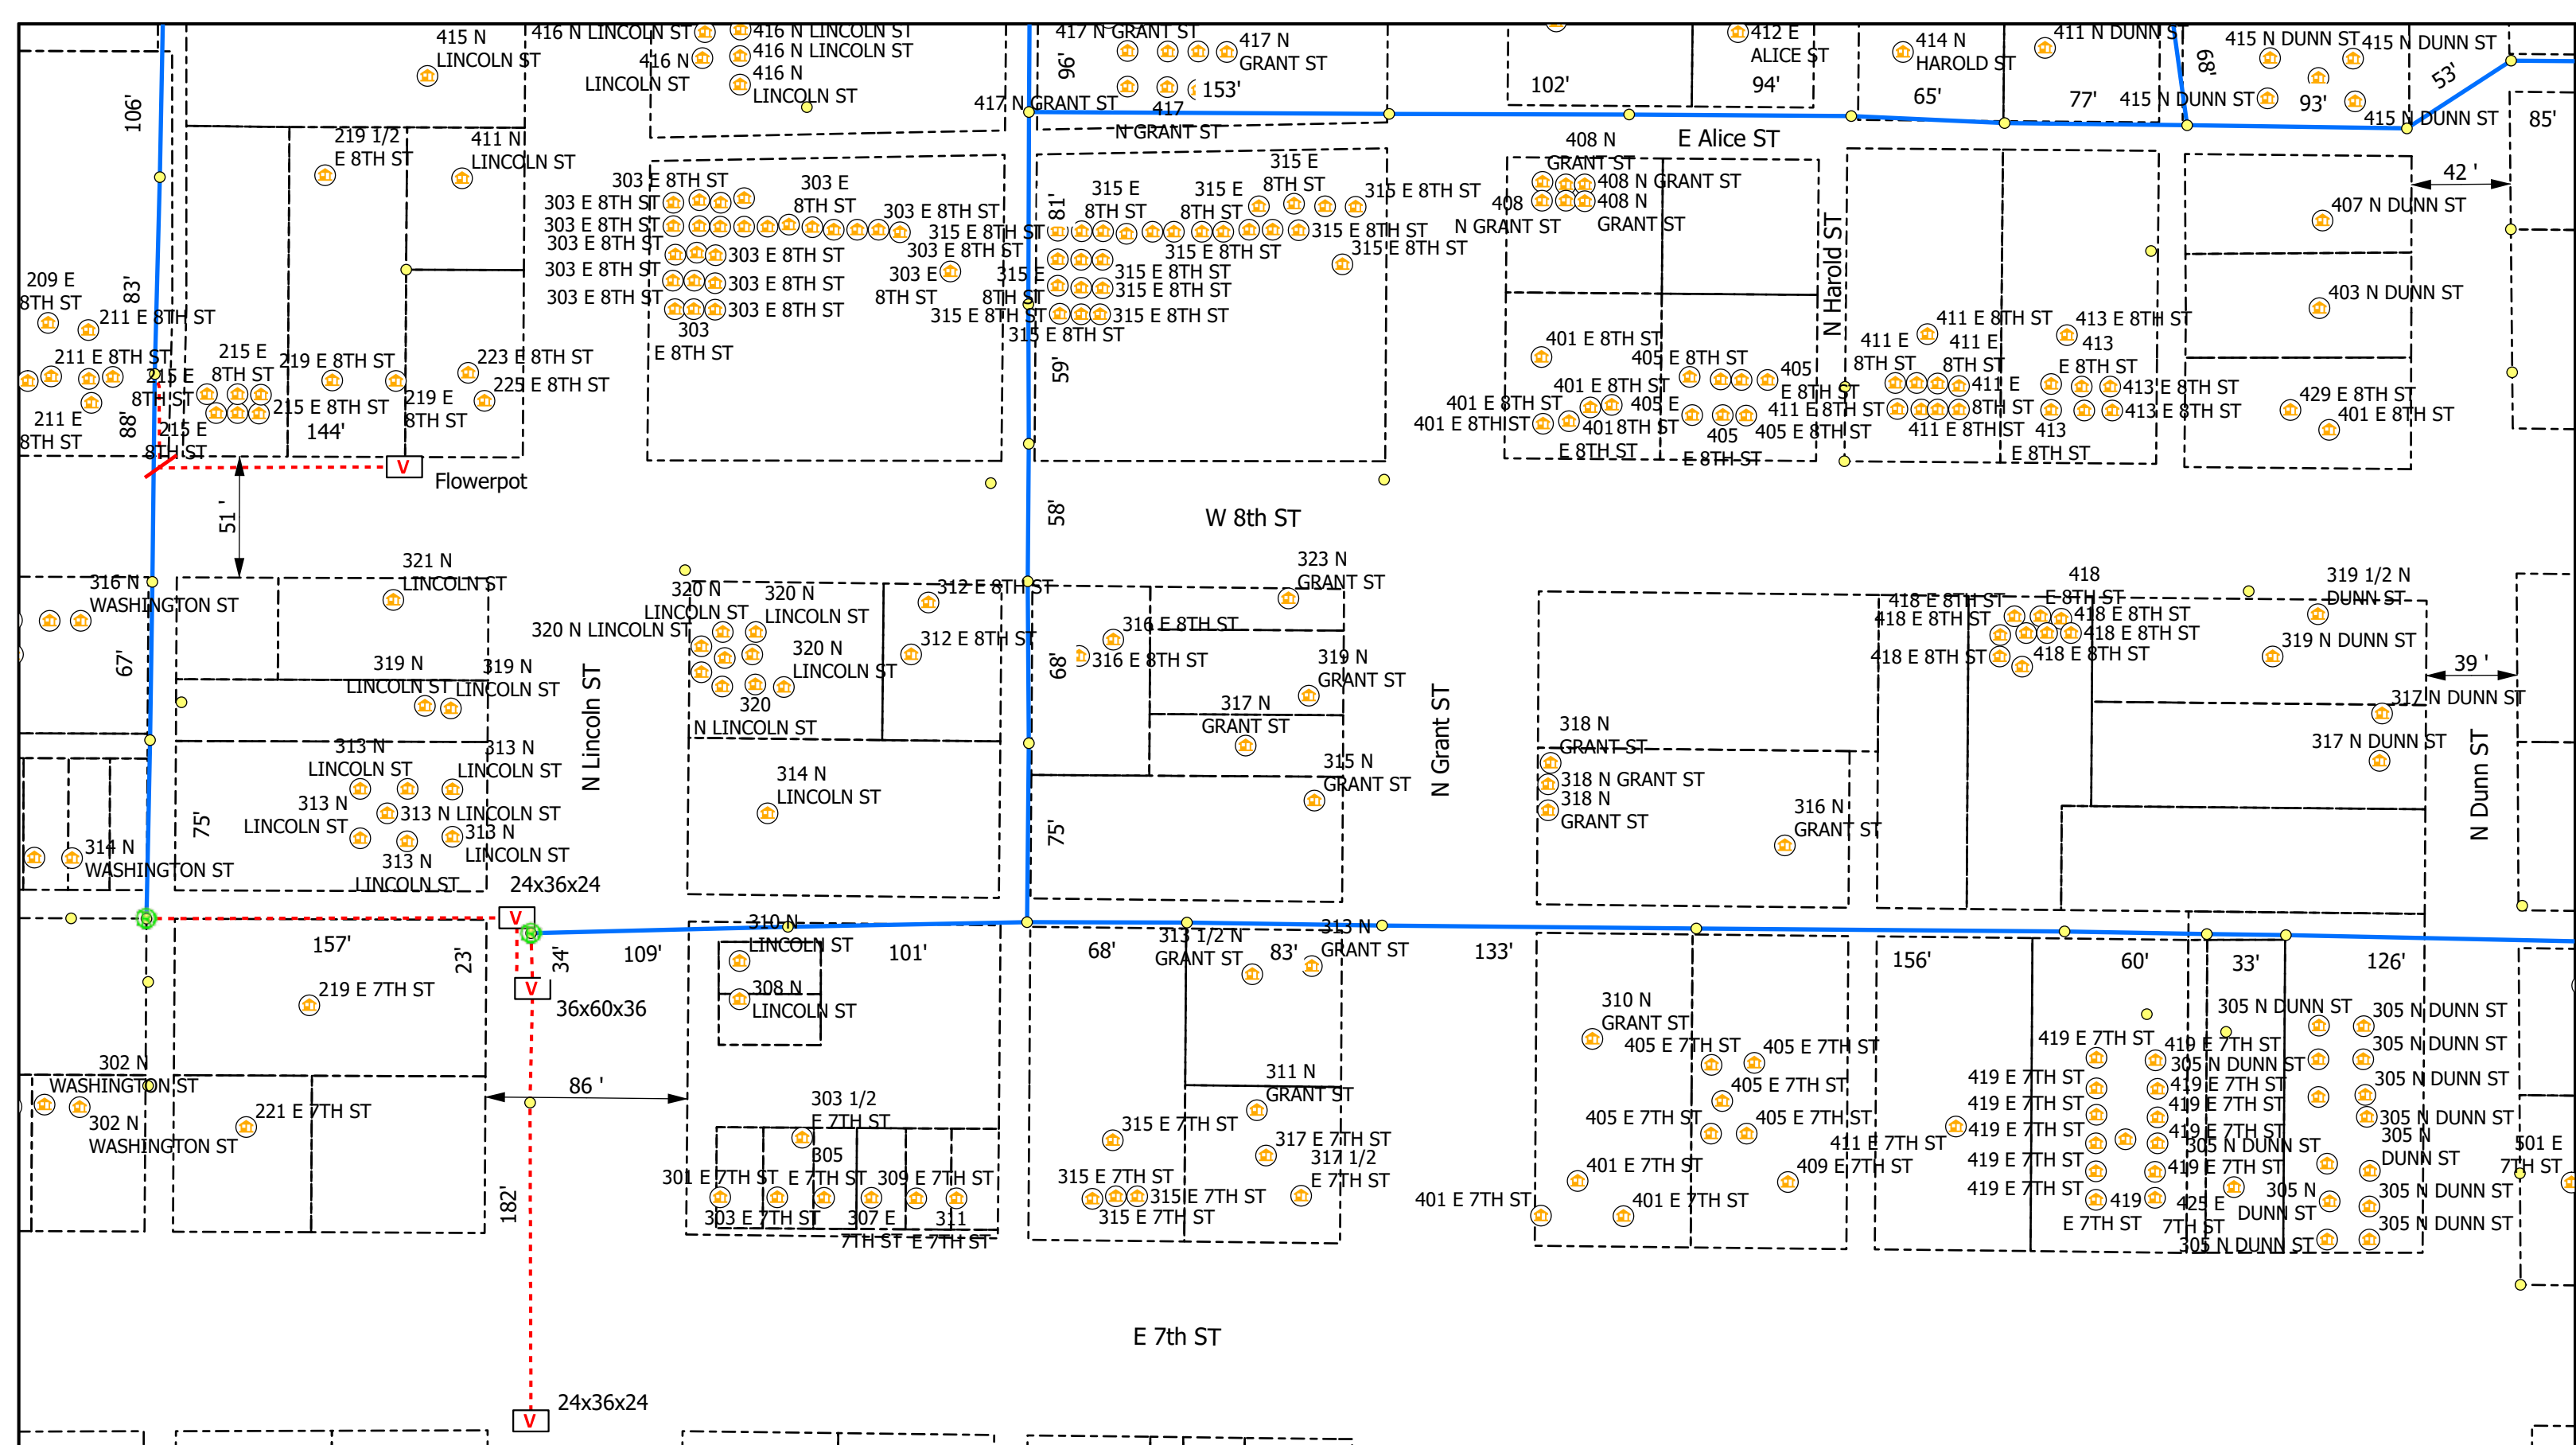 415 N
LINCOLN ST
416 N LINCOLN ST
416 N LINCOLN ST
416 N LINCOLN ST
416 N
LINCOLN ST
416 N
LINCOLN ST
417 N GRANT ST
417 N
GRANT ST
96'
153'
417 N GRANT ST
417
N GRANT ST
102'
412 E
ALICE ST
94'
414 N
HAROLD ST
65'
411 N DUNN ST
77'
68'
415 N DUNN ST
415 N DUNN ST
415 N DUNN ST
93'
415 N DUNN ST
53'
85'
106'
219 1/2
E 8TH ST
411 N
LINCOLN ST
E Alice ST
42 '
303 E 8TH ST
303 E
8TH ST
303 E 8TH ST
303 E 8TH ST
303 E 8TH ST
303 E 8TH ST
303 E 8TH ST
303 E 8TH ST
303 E 8TH ST
303 E 8TH ST
303 E 8TH ST
303 E 8TH ST
303 E
8TH ST
303
E 8TH ST
81'
315 E
8TH ST
315 E
8TH ST
315 E
8TH ST
315 E 8TH ST
315 E 8TH ST
315 E 8TH ST
315 E 8TH ST
315 E 8TH ST
315 E
8TH ST
315 E 8TH ST
315 E 8TH ST
315 E 8TH ST
315 E 8TH ST
315 E 8TH ST
408 N
GRANT ST
408 N GRANT ST
408
N GRANT ST
408 N
GRANT ST
N Harold ST
407 N DUNN ST
403 N DUNN ST
83'
209 E
8TH ST
211 E 8TH ST
211 E 8TH ST
211 E
8TH ST
215 E
8TH ST
215 E
8TH ST
215 E 8TH ST
215 E
8TH ST
219 E 8TH ST
219 E
8TH ST
223 E 8TH ST
225 E 8TH ST
88'
144'
59'
401 E 8TH ST
401 E 8TH ST
401 E 8TH ST
401 E 8TH ST
401
E 8TH ST
405 E 8TH ST
405
E 8TH ST
405 E
8TH ST
405
E 8TH ST
405 E 8TH ST
411 E 8TH ST
411 E
8TH ST
411 E
8TH ST
411 E
8TH ST
411 E 8TH ST
411 E 8TH ST
413 E 8TH ST
413
E 8TH ST
413 E 8TH ST
413 E 8TH ST
413
E 8TH ST
429 E 8TH ST
401 E 8TH ST
V
Flowerpot
51 '
58'
W 8th ST
316 N
WASHINGTON ST
321 N
LINCOLN ST
320 N
LINCOLN ST
320 N
LINCOLN ST
320 N LINCOLN ST
320 N
LINCOLN ST
320
N LINCOLN ST
312 E 8TH ST
312 E 8TH ST
316 E 8TH ST
316 E 8TH ST
323 N
GRANT ST
319 N
GRANT ST
317 N
GRANT ST
315 N
GRANT ST
418
E 8TH ST
418 E 8TH ST
418 E 8TH ST
418 E 8TH ST
418 E 8TH ST
418 E 8TH ST
418 E 8TH ST
319 1/2 N
DUNN ST
319 N DUNN ST
39 '
317 N DUNN ST
317 N DUNN ST
67'
319 N
LINCOLN ST
319 N
LINCOLN ST
68'
N Lincoln ST
N Grant ST
N Dunn ST
313 N
LINCOLN ST
313 N
LINCOLN ST
313 N
LINCOLN ST
313 N LINCOLN ST
313 N
LINCOLN ST
313 N
LINCOLN ST
314 N
LINCOLN ST
75'
75'
318 N
GRANT ST
318 N GRANT ST
318 N
GRANT ST
316 N
GRANT ST
314 N
WASHINGTON ST
24x36x24
V
157'
23'
34'
109'
310 N
LINCOLN ST
101'
68'
313 1/2 N
GRANT ST
83'
313 N
GRANT ST
133'
156'
60'
33'
126'
V
36x60x36
219 E 7TH ST
308 N
LINCOLN ST
310 N
GRANT ST
302 N
WASHINGTON ST
302 N
WASHINGTON ST
221 E 7TH ST
86 '
303 1/2
E 7TH ST
305
E 7TH ST
301 E 7TH ST
303 E 7TH ST
307 E
7TH ST
309 E 7TH ST
311
E 7TH ST
311 N
GRANT ST
315 E 7TH ST
315 E 7TH ST
315 E 7TH ST
315 E 7TH ST
317 E 7TH ST
317 1/2
E 7TH ST
405 E 7TH ST
405 E 7TH ST
405 E 7TH ST
405 E 7TH ST
405 E 7TH ST
401 E 7TH ST
401 E 7TH ST
401 E 7TH ST
411 E 7TH ST
409 E 7TH ST
419 E 7TH ST
419 E 7TH ST
419 E 7TH ST
419 E 7TH ST
419 E 7TH ST
419 E 7TH ST
419 E 7TH ST
419 E 7TH ST
419 E 7TH ST
419 E 7TH ST
419 E 7TH ST
419
E 7TH ST
425 E
7TH ST
305 N DUNN ST
305 N DUNN ST
305 N DUNN ST
305 N DUNN ST
305 N DUNN ST
305 N DUNN ST
305 N DUNN ST
305 N
DUNN ST
305 N
DUNN ST
305 N DUNN ST
305 N DUNN ST
305 N DUNN ST
501 E
7TH ST
182'
E 7th ST
V
24x36x24